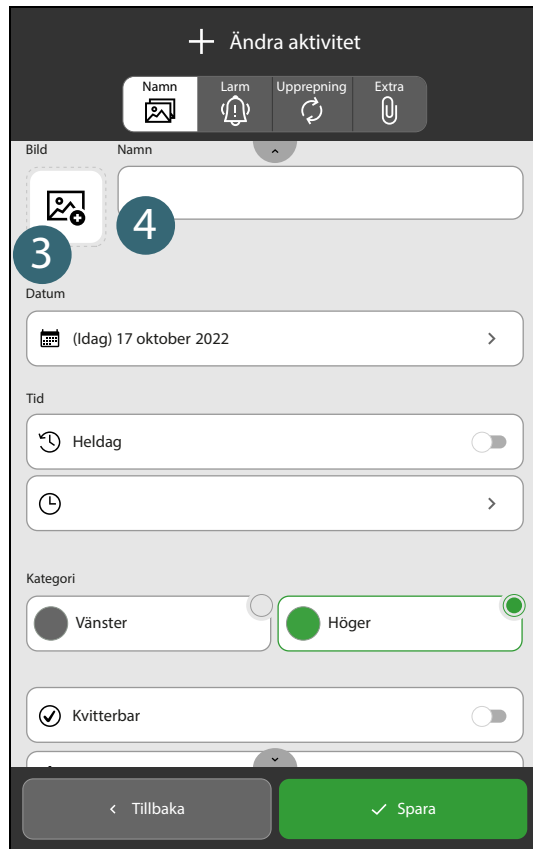 Ändra aktivitet
Namn Larm Upprepning Extra
Bild Namn
3 4
Datum
(Idag) 17 oktober 2022
Tid
Heldag
Kategori
Vänster Höger
Kvitterbar
Tillbaka Spara